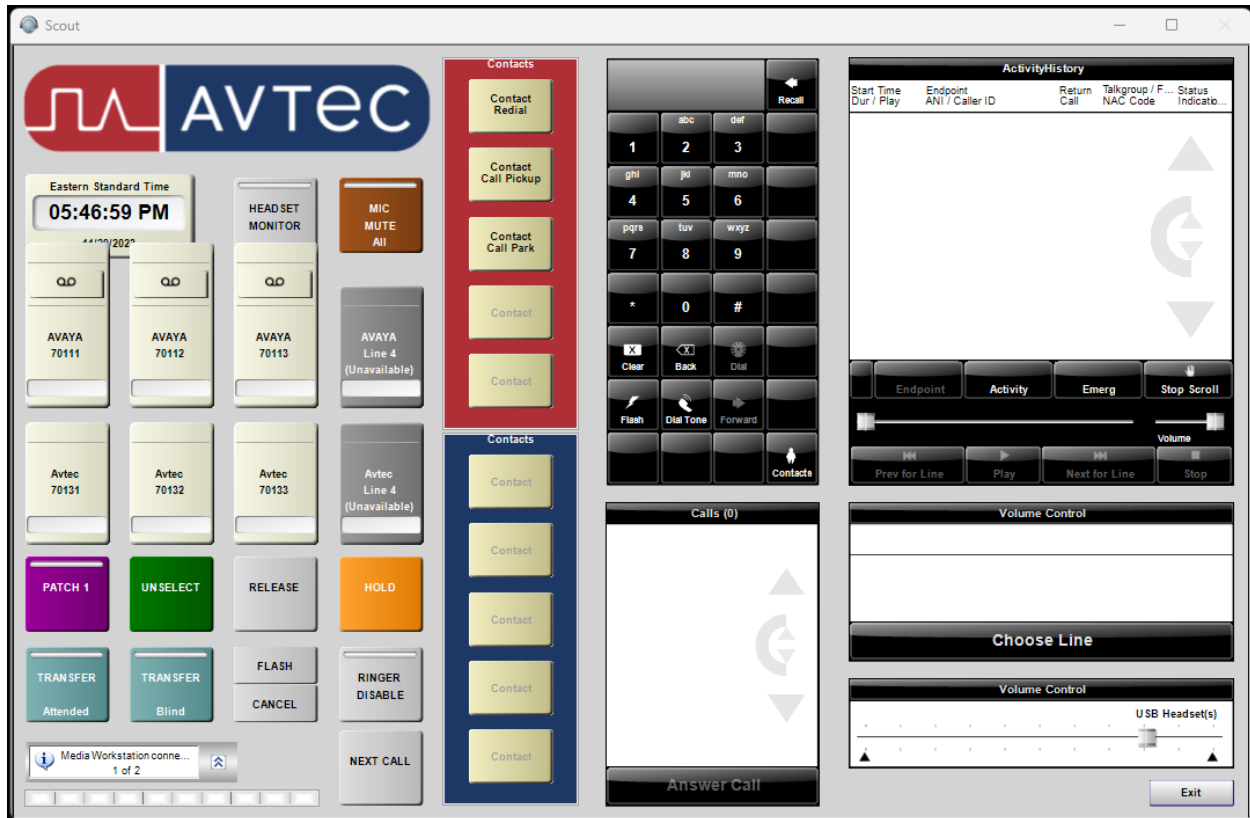 Scout
AVTEC
Eastern Standard Time
05:46:59 PM
HEADSET
MONITOR
MIC
MUTE
All
AVAYA
70111
AVAYA
70112
AVAYA
70113
AVAYA
Line 4
(Unavailable)
Avtec
70131
Avtec
70132
Avtec
70133
Avtec
Line 4
(Unavailable)
PATCH 1
UNSELECT
RELEASE
HOLD
TRANSFER
Attended
TRANSFER
Blind
FLASH
CANCEL
RINGER
DISABLE
Media Workstation conne...
1 of 2
NEXT CALL
Contacts
Contact
Redial
Contact
Call Pickup
Contact
Call Park
Contact
Contact
Contacts
Contact
Contact
Contact
Contact
Contact
Recall
1
abc
2
def
3
ghi
4
jkl
5
mno
6
pqrs
7
tuv
8
wxyz
9
*
0
#
X
Clear
X
Back
Dial
Flash
Dial Tone
Forward
Contacts
Calls (0)
Answer Call
ActivityHistory
Start Time
Dur / Play
Endpoint
ANI / Caller ID
Return
Call
Talkgroup / F...
NAC Code
Status
Indicatio...
Endpoint
Activity
Emerg
Stop Scroll
Volume
Prev for Line
Play
Next for Line
Stop
Volume Control
Choose Line
Volume Control
USB Headset(s)
Exit